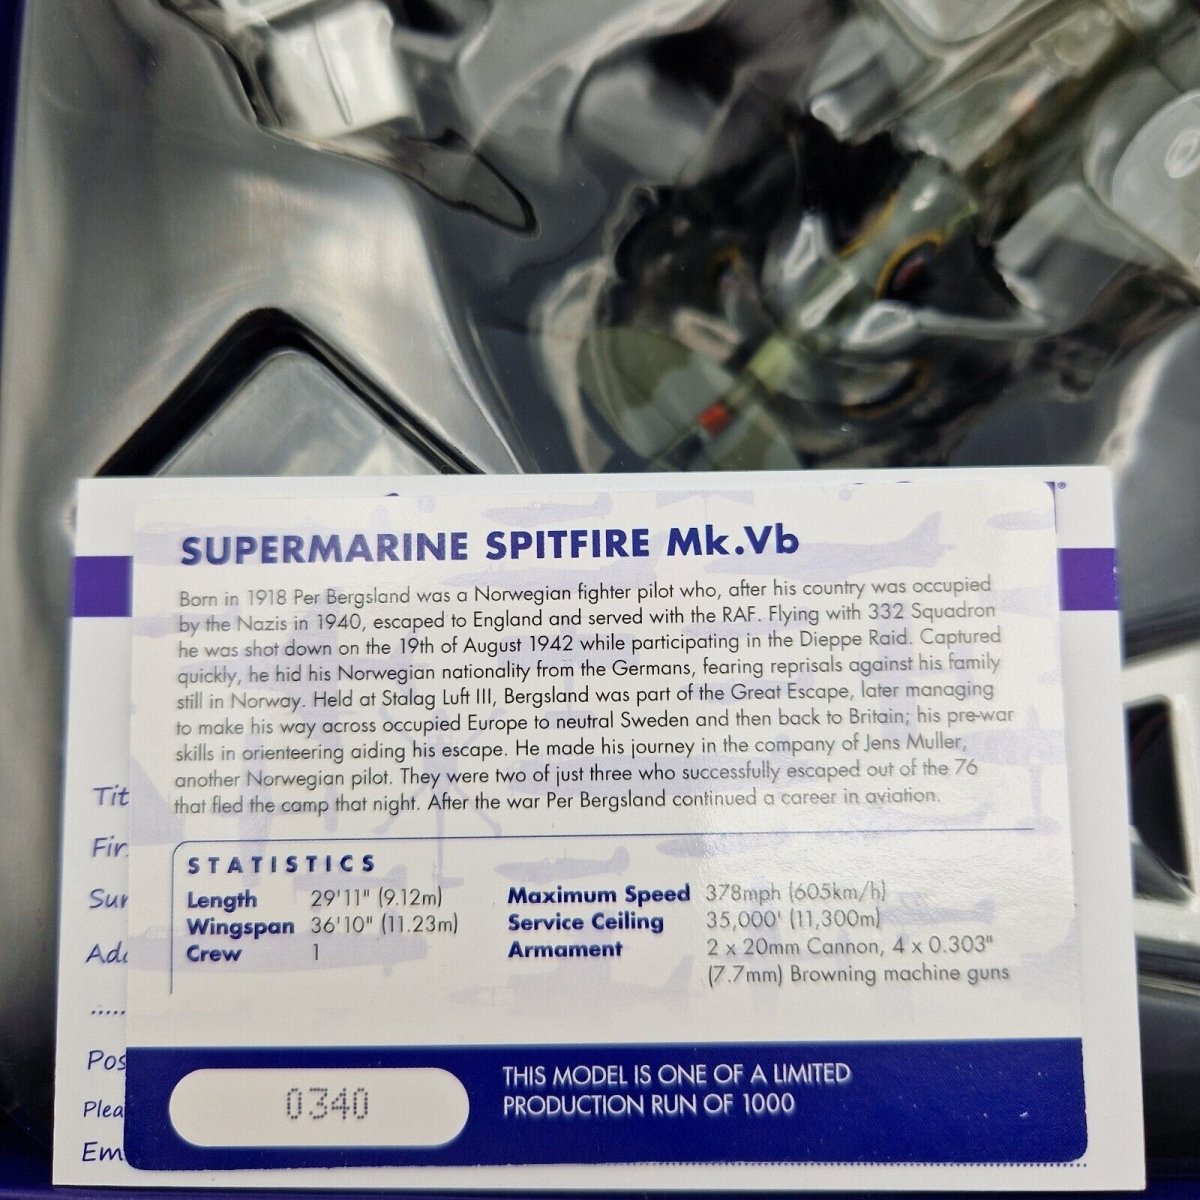 SUPERMARINE SPITFIRE Mk.Vb
Born in 1918 Per Bergsland was a Norwegian fighter pilot who, after his country was occupied
by the Nazis in 1940, escaped to England and served with the RAF. Flying with 332 Squadron
he was shot down on the 19th of August 1942 while participating in the Dieppe Raid. Captured
quickly, he hid his Norwegian nationality from the Germans, fearing reprisals against his family
still in Norway. Held at Stalag Luft III, Bergsland was part of the Great Escape, later managing
to make his way across occupied Europe to neutral Sweden and then back to Britain; his pre-war
skills in orienteering aiding his escape. He made his journey in the company of Jens Muller,
another Norwegian pilot. They were two of just three who successfully escaped out of the 76
that fled the camp that night. After the war Per Bergsland continued a career in aviation.
STATISTICS
Length 29'11" (9.12m)
Wingspan 36'10" (11.23m)
Crew 1
Maximum Speed 378mph (605km/h)
Service Ceiling 35,000' (11,300m)
Armament 2 x 20mm Cannon, 4 x 0.303"
(7.7mm) Browning machine guns
0340
THIS MODEL IS ONE OF A LIMITED
PRODUCTION RUN OF 1000
Tit
Fir
Sur
Ad
Pos
Plea
Em